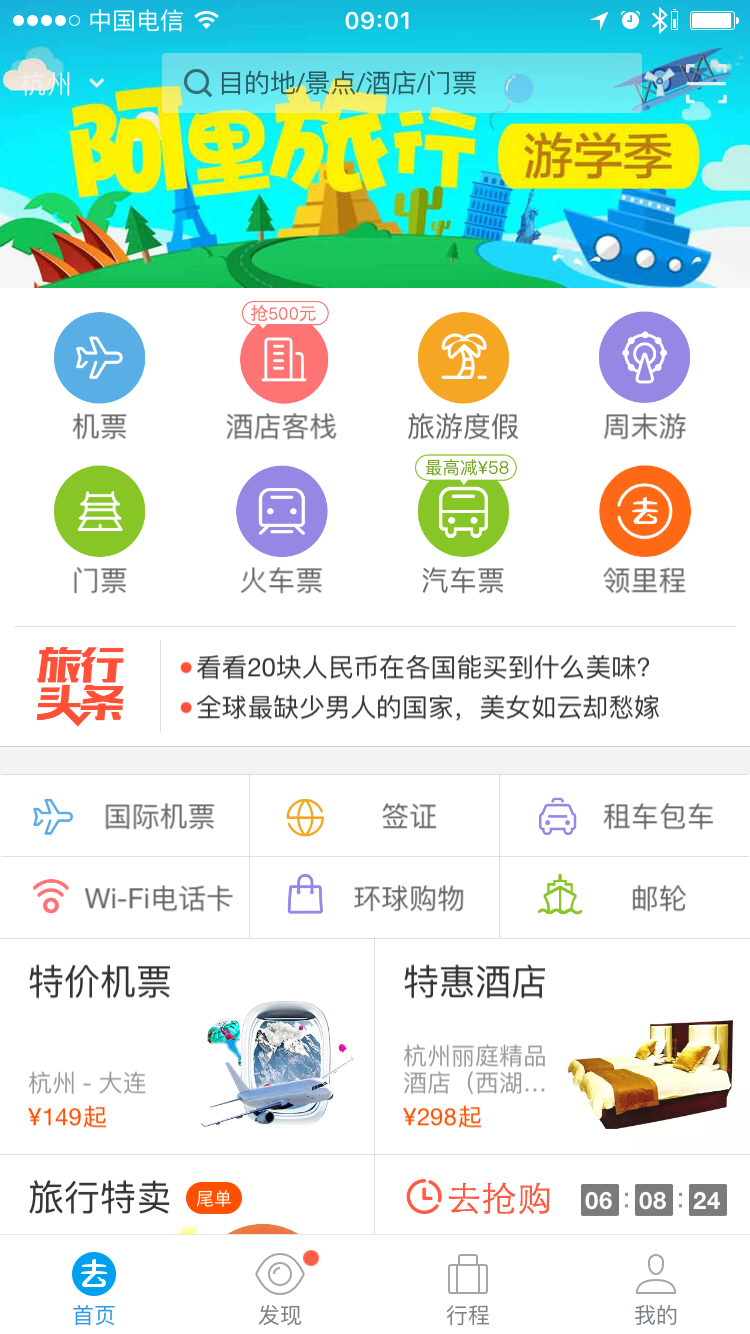 中国电信
09:01
杭州
目的地/景点/酒店/门票
阿里旅行
游学季
抢500元
机票
酒店客栈
旅游度假
周末游
最高减¥58
去
门票
火车票
汽车票
领里程
旅行
头条
看看20块人民币在各国能买到什么美味?
全球最缺少男人的国家，美女如云却愁嫁
国际机票
签证
租车包车
Wi-Fi电话卡
环球购物
邮轮
特价机票
杭州 - 大连
¥149起
特惠酒店
杭州丽庭精品
酒店（西湖...
¥298起
旅行特卖
尾单
去抢购
06 : 08 : 24
去
首页
发现
行程
我的